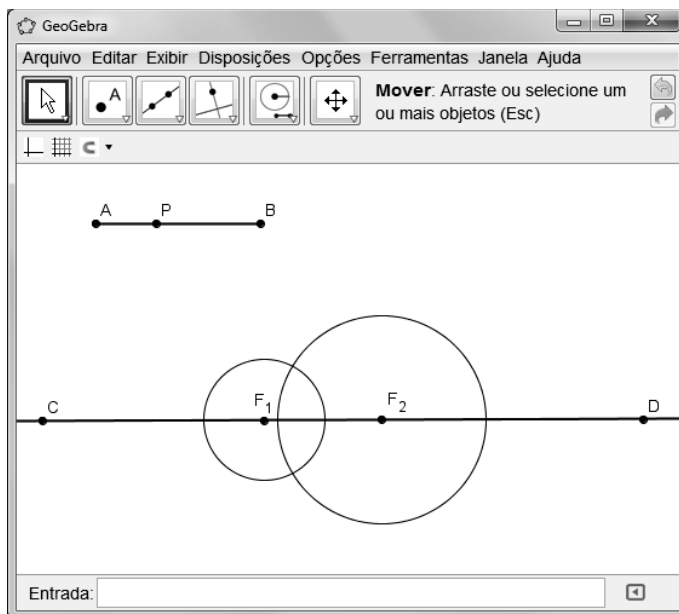 GeoGebra
Arquivo Editar Exibir Disposições Opções Ferramentas Janela Ajuda
A
Mover: Arraste ou selecione um
ou mais objetos (Esc)
A P B
C F1 F2 D
Entrada: